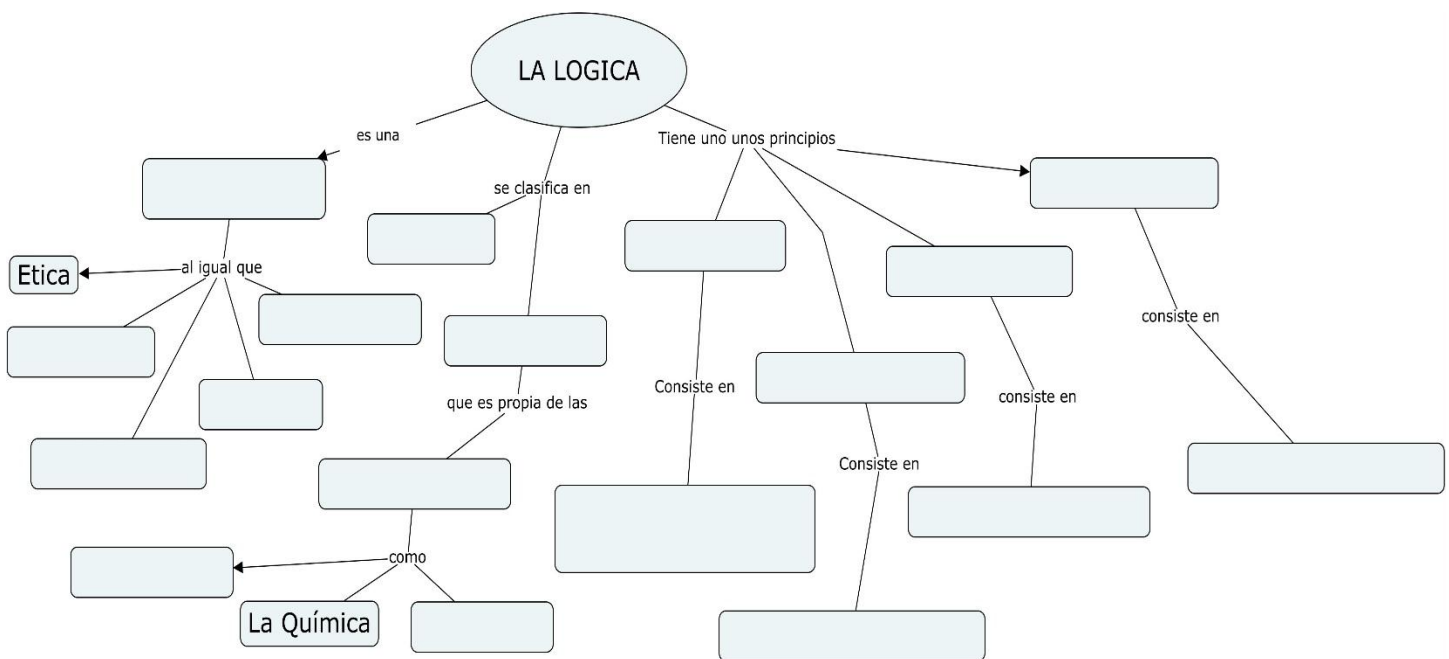 LA LOGICA
es una
Tiene uno unos principios
se clasifica en
al igual que
Etica
consiste en
Consiste en
que es propia de las
consiste en
Consiste en
como
La Química